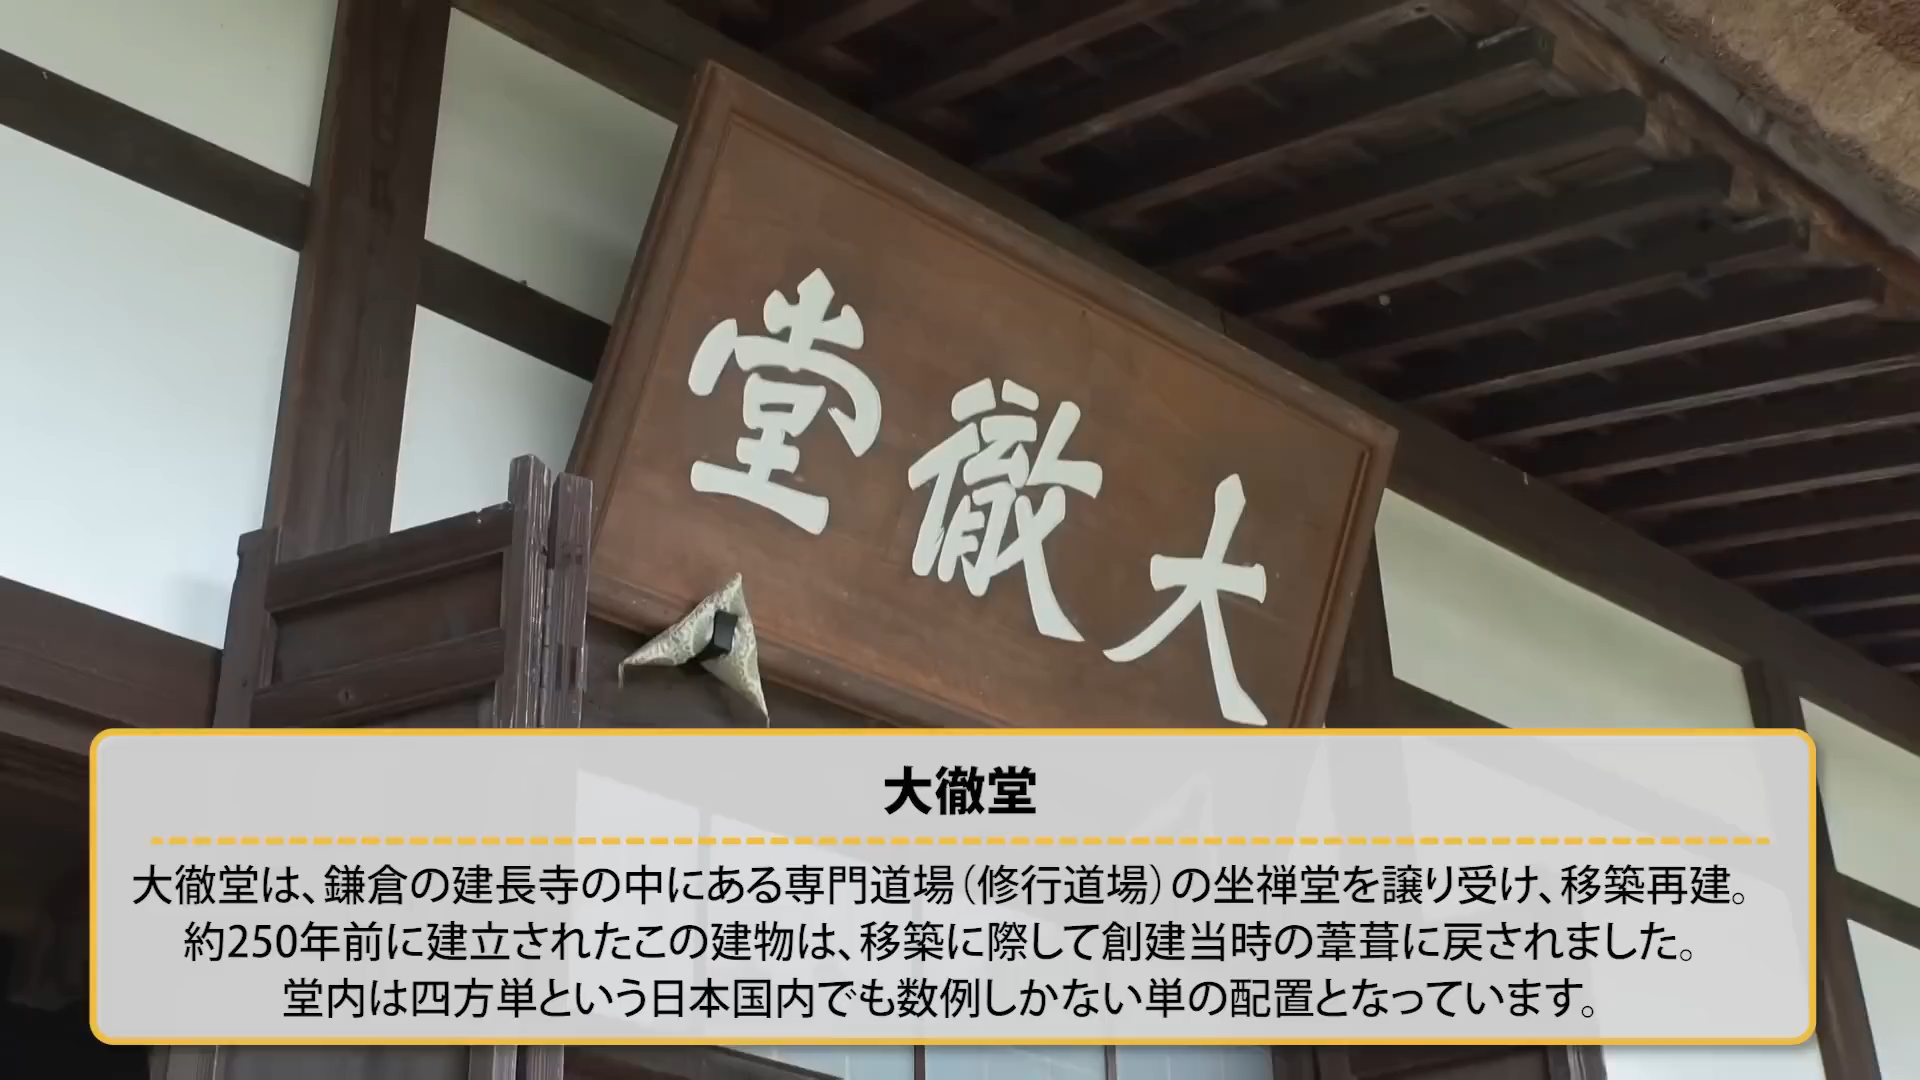 大徹堂
大徹堂
大徹堂は、鎌倉の建長寺の中にある専門道場（修行道場）の坐禅堂を譲り受け、移築再建。
約250年前に建立されたこの建物は、移築に際して創建当時の葦葺に戻されました。
堂内は四方単という日本国内でも数例しかない単の配置となっています。